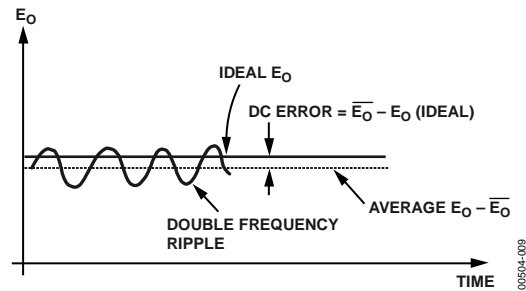 E_O
IDEAL E_O
DC ERROR = E̅_O̅ – E_O (IDEAL)
AVERAGE E_O – E̅_O̅
DOUBLE FREQUENCY
RIPPLE
TIME
00504-009